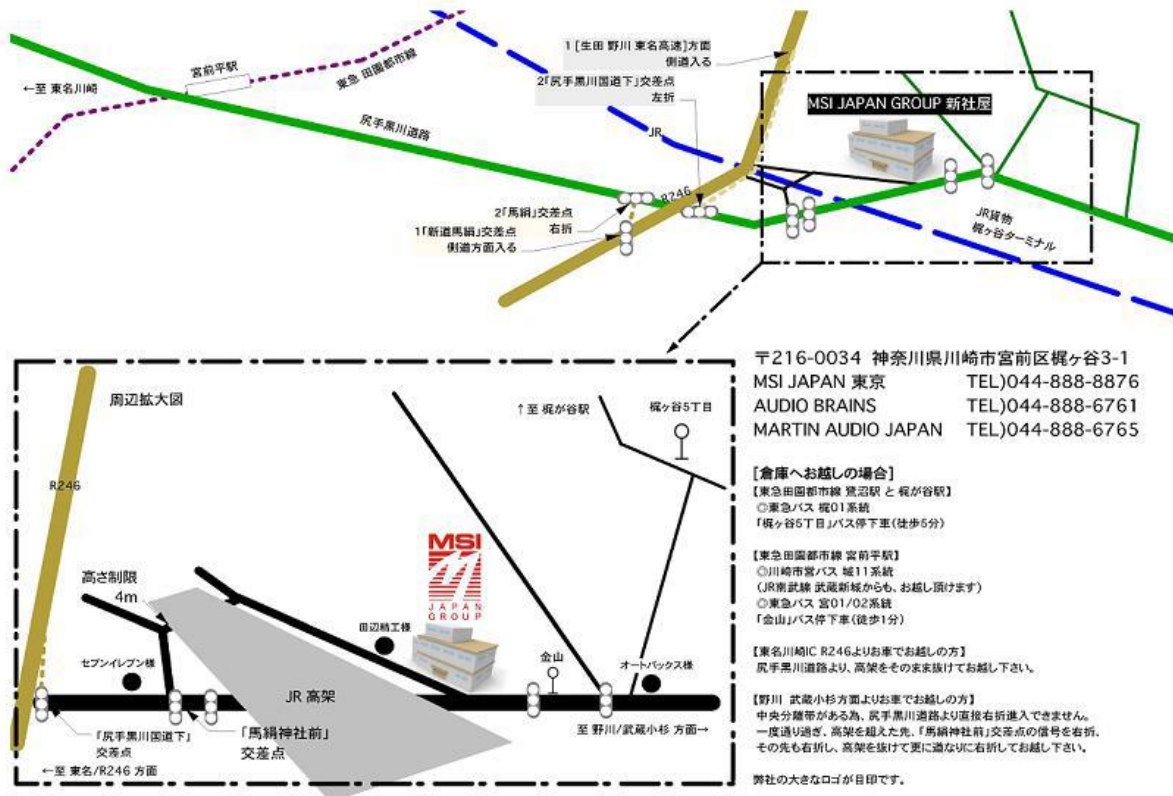 1 [生田 野川 東名高速]方面
側道入る
2「尻手黒川国道下」交差点
左折
宮前平駅
東急 田園都市線
←至 東名川崎
尻手黒川道路
JR
MSI JAPAN GROUP 新社屋
R246
2「馬絹」交差点
右折
1「新道馬絹」交差点
側道方面入る
JR貨物
梶ヶ谷ターミナル
周辺拡大図
R246
↑至 梶が谷駅
梶ヶ谷5丁目
高さ制限
4m
MSI
JAPAN
GROUP
田辺精工様
セブンイレブン様
金山
オートバックス様
JR 高架
「尻手黒川国道下」
交差点
「馬絹神社前」
交差点
至 野川/武蔵小杉 方面→
←至 東名/R246 方面
〒216-0034 神奈川県川崎市宮前区梶ヶ谷3-1
MSI JAPAN 東京 TEL)044-888-8876
AUDIO BRAINS TEL)044-888-6761
MARTIN AUDIO JAPAN TEL)044-888-6765
[倉庫へお越しの場合]
【東急田園都市線 鷺沼駅 と 梶が谷駅】
◎東急バス 梶01系統
「梶ヶ谷5丁目」バス停下車(徒歩5分)
【東急田園都市線 宮前平駅】
◎川崎市営バス 城11系統
(JR南武線 武蔵新城からも、お越し頂けます)
◎東急バス 宮01/02系統
「金山」バス停下車(徒歩1分)
【東名川崎IC R246よりお車でお越しの方】
尻手黒川道路より、高架をそのまま抜けてお越し下さい。
【野川 武蔵小杉方面よりお車でお越しの方】
中央分離帯がある為、尻手黒川道路より直接右折進入できません。
一度通り過ぎ、高架を超えた先、「馬絹神社前」交差点の信号を右折、
その先も右折し、高架を抜けて更に道なりに右折してお越し下さい。
弊社の大きなロゴが目印です。